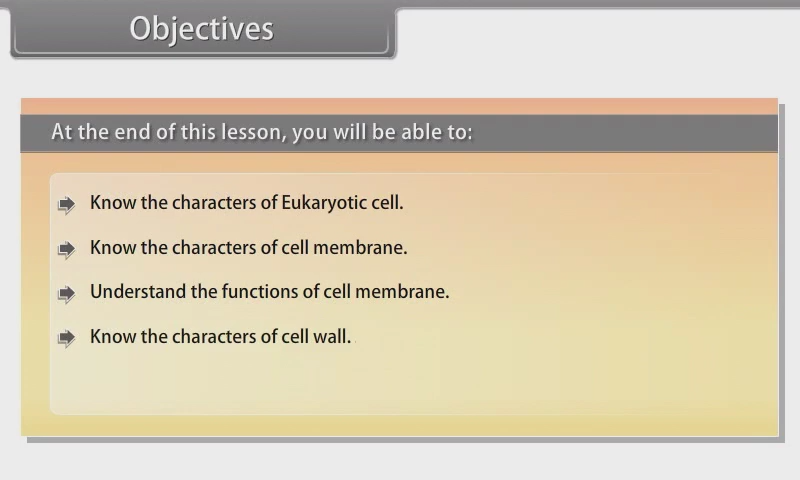 Objectives
At the end of this lesson, you will be able to:
Know the characters of Eukaryotic cell.
Know the characters of cell membrane.
Understand the functions of cell membrane.
Know the characters of cell wall.